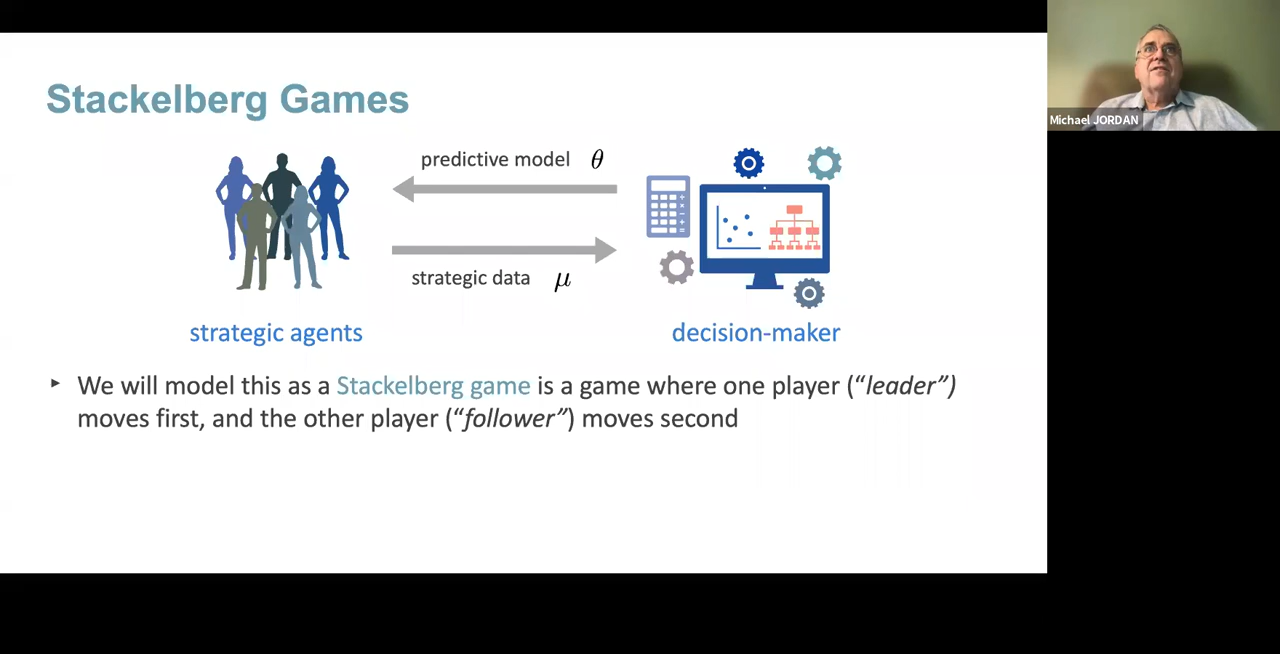 Stackelberg Games
predictive model θ
strategic data μ
strategic agents
decision-maker
‣ We will model this as a Stackelberg game is a game where one player (“leader”)
moves first, and the other player (“follower”) moves second
Michael JORDAN